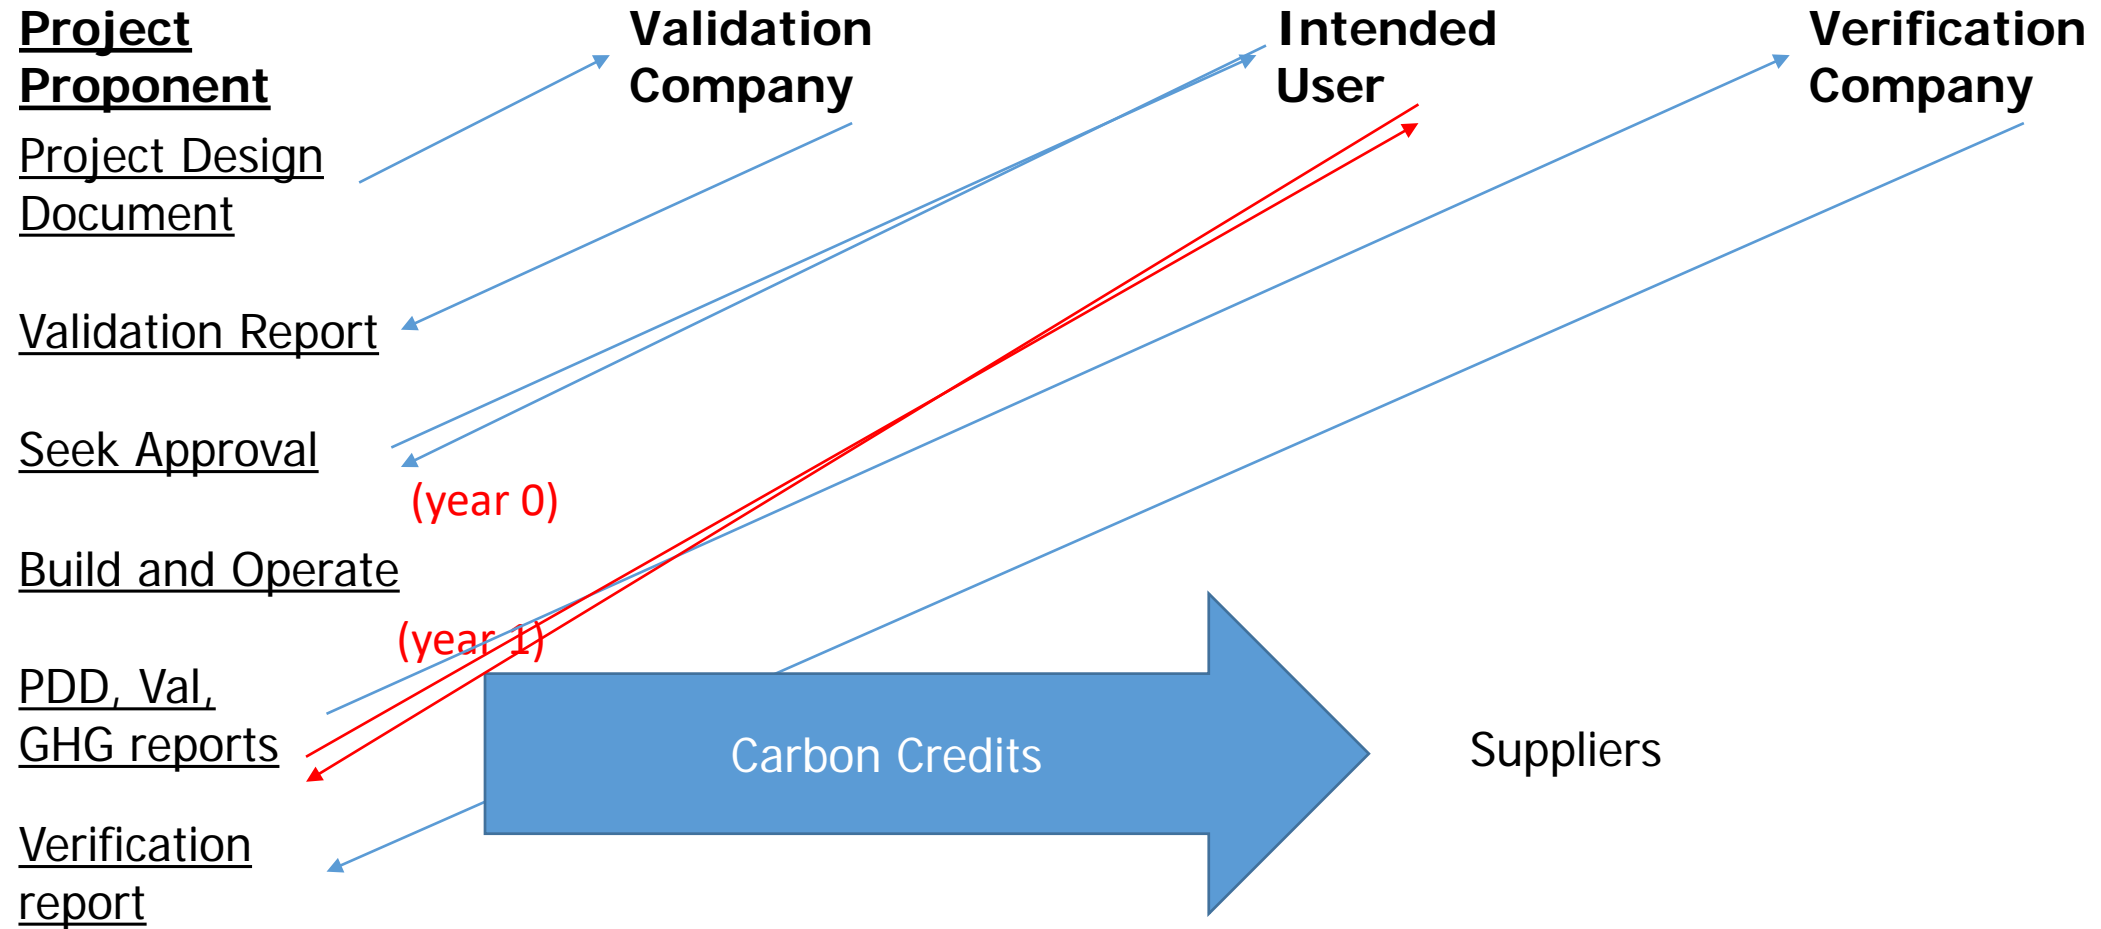 Project
Proponent
Validation
Company
Intended
User
Verification
Company
Project Design
Document
Validation Report
Seek Approval
(year 0)
Build and Operate
(year 1)
PDD, Val,
GHG reports
Carbon Credits
Suppliers
Verification
report